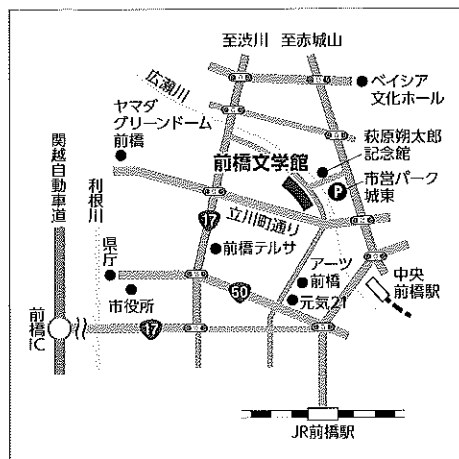 至渋川
至赤城山
広瀬川
ベイシア
文化ホール
ヤマダ
グリーンドーム
前橋
萩原朔太郎
記念館
前橋文学館
P
市営パーク
城東
関越自動車道
利根川
17
立川町通り
県庁
前橋テルサ
アーツ
前橋
中央
前橋駅
市役所
50
元気21
前橋IC
17
JR前橋駅